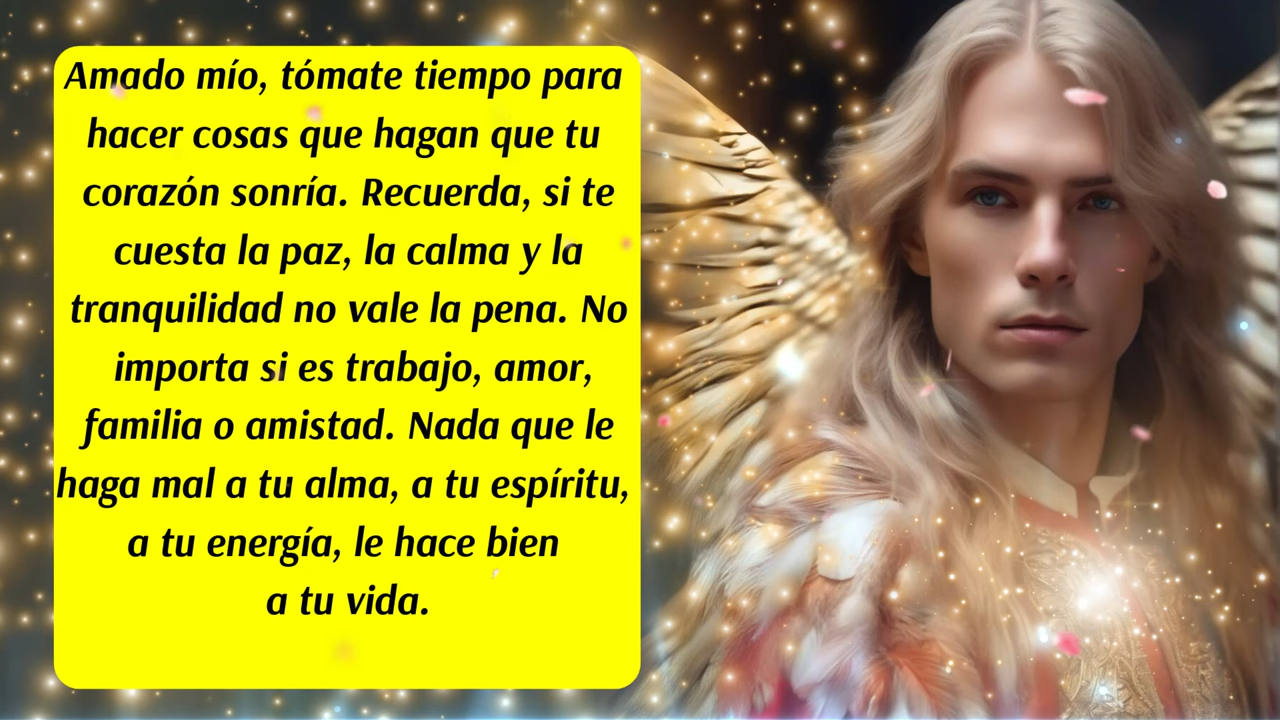 Amado mío, tómate tiempo para
hacer cosas que hagan que tu
corazón sonría. Recuerda, si te
cuesta la paz, la calma y la
tranquilidad no vale la pena. No
importa si es trabajo, amor,
familia o amistad. Nada que le
haga mal a tu alma, a tu espíritu,
a tu energía, le hace bien
a tu vida.